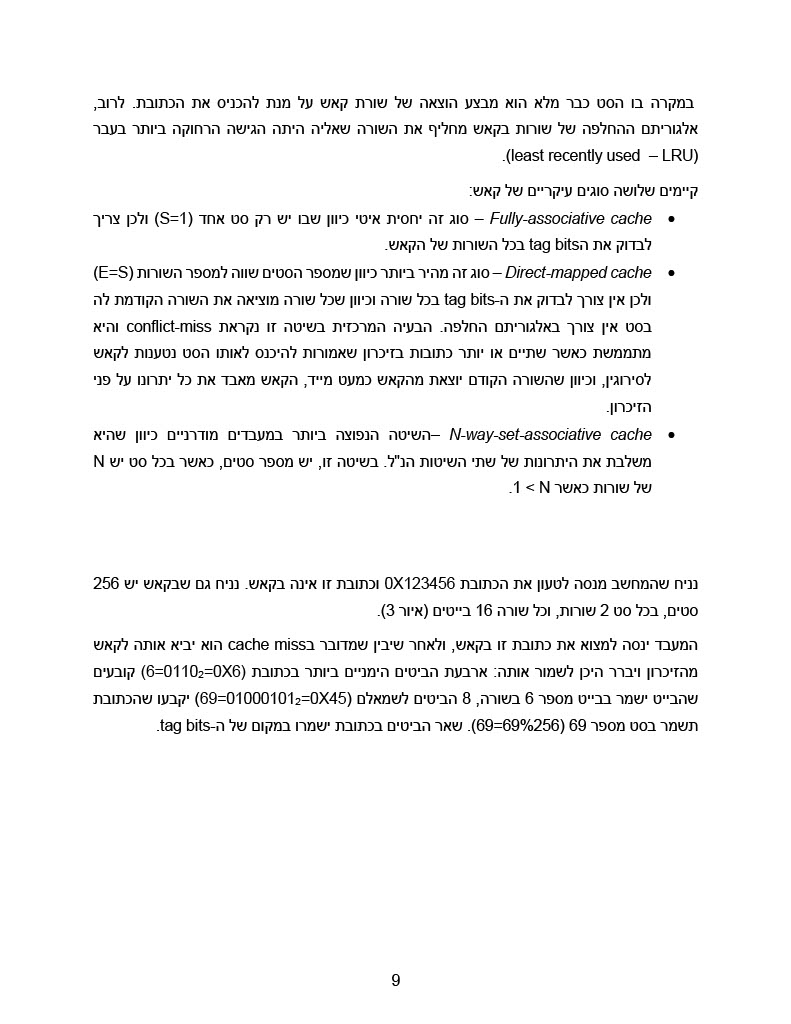 במקרה בו הסט כבר מלא הוא מבצע הוצאה של שורת קאש על מנת להכניס את הכתובת. לרוב,
אלגוריתם ההחלפה של שורות בקאש מחליף את השורה שאליה היתה הגישה הרחוקה ביותר בעבר
(least recently used – LRU).
קיימים שלושה סוגים עיקריים של קאש:
• Fully-associative cache – סוג זה יחסית איטי כיוון שבו יש רק סט אחד (S=1) ולכן צריך
לבדוק את הtag bits בכל השורות של הקאש.
• Direct-mapped cache – סוג זה מהיר ביותר כיוון שמספר הסטים שווה למספר השורות (E=S)
ולכן אין צורך לבדוק את ה-tag bits בכל שורה וכיוון שכל שורה מוציאה את השורה הקודמת לה
בסט אין צורך באלגוריתם החלפה. הבעיה המרכזית בשיטה זו נקראת conflict-miss והיא
מתממשת כאשר שתיים או יותר כתובות בזיכרון שאמורות להיכנס לאותו הסט נטענות לקאש
לסירוגין, וכיוון שהשורה הקודם יוצאת מהקאש כמעט מייד, הקאש מאבד את כל יתרונו על פני
הזיכרון.
• N-way-set-associative cache –השיטה הנפוצה ביותר במעבדים מודרניים כיוון שהיא
משלבת את היתרונות של שתי השיטות הנ"ל. בשיטה זו, יש מספר סטים, כאשר בכל סט יש N
של שורות כאשר 1 < N.
נניח שהמחשב מנסה לטעון את הכתובת 0X123456 וכתובת זו אינה בקאש. נניח גם שבקאש יש 256
סטים, בכל סט 2 שורות, וכל שורה 16 בייטים (איור 3).
המעבד ינסה למצוא את כתובת זו בקאש, ולאחר שיבין שמדובר בcache miss הוא יביא אותה לקאש
מהזיכרון ויברר היכן לשמור אותה: ארבעת הביטים הימניים ביותר בכתובת (6=0110₂=0X6) קובעים
שהבייט ישמר בבייט מספר 6 בשורה, 8 הביטים לשמאלם (69=01000101₂=0X45) יקבעו שהכתובת
תשמר בסט מספר 69 (69=69%256). שאר הביטים בכתובת ישמרו במקום של ה-tag bits.
9